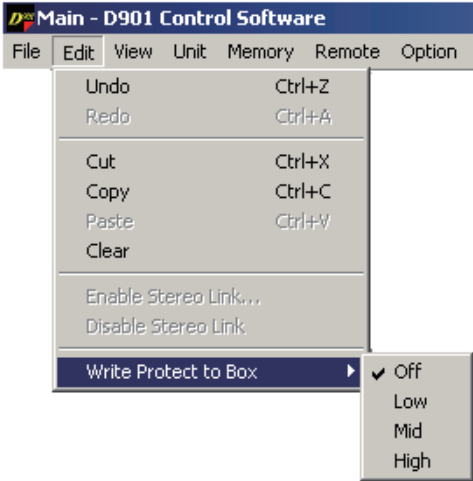 Main - D901 Control Software
File Edit View Unit Memory Remote Option
Undo Ctrl+Z
Redo Ctrl+A
Cut Ctrl+X
Copy Ctrl+C
Paste Ctrl+V
Clear
Enable Stereo Link...
Disable Stereo Link
Write Protect to Box
Off
Low
Mid
High